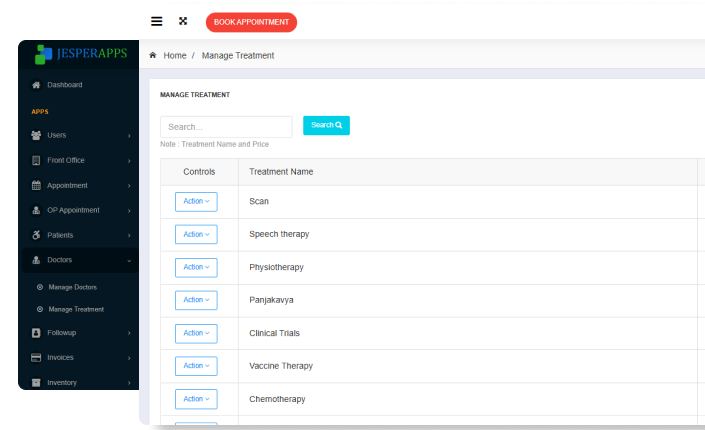 BOOK APPOINTMENT
JESPERAPPS
Home / Manage Treatment
Dashboard
APPS
Users
Front Office
Appointment
OP Appointment
Patients
Doctors
Manage Doctors
Manage Treatment
Followup
Invoices
Inventory
MANAGE TREATMENT
Search...
Search
Note : Treatment Name and Price
Controls Treatment Name
Action Scan
Action Speech therapy
Action Physiotherapy
Action Panjakavya
Action Clinical Trials
Action Vaccine Therapy
Action Chemotherapy